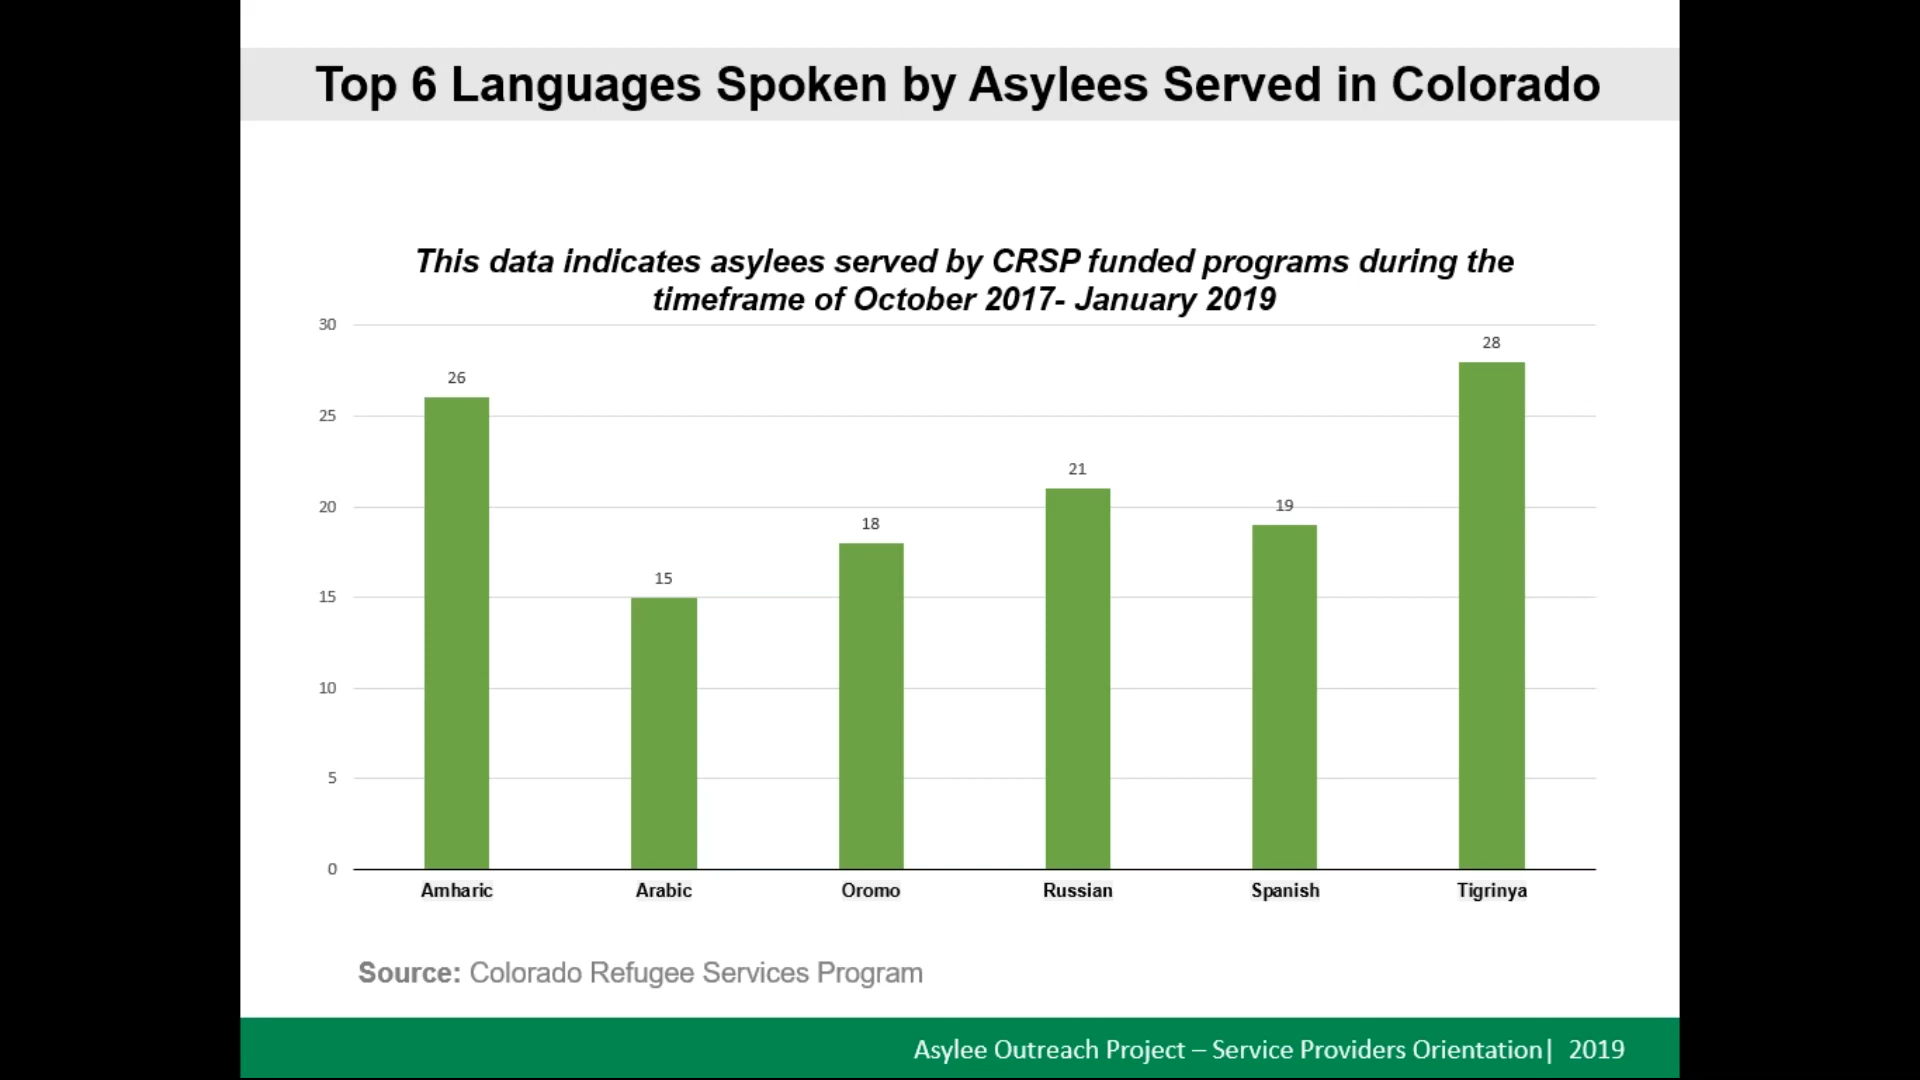 Top 6 Languages Spoken by Asylees Served in Colorado
This data indicates asylees served by CRSP funded programs during the
timeframe of October 2017- January 2019
30
25
20
15
10
5
0
26
15
18
21
19
28
Amharic
Arabic
Oromo
Russian
Spanish
Tigrinya
Source: Colorado Refugee Services Program
Asylee Outreach Project – Service Providers Orientation| 2019